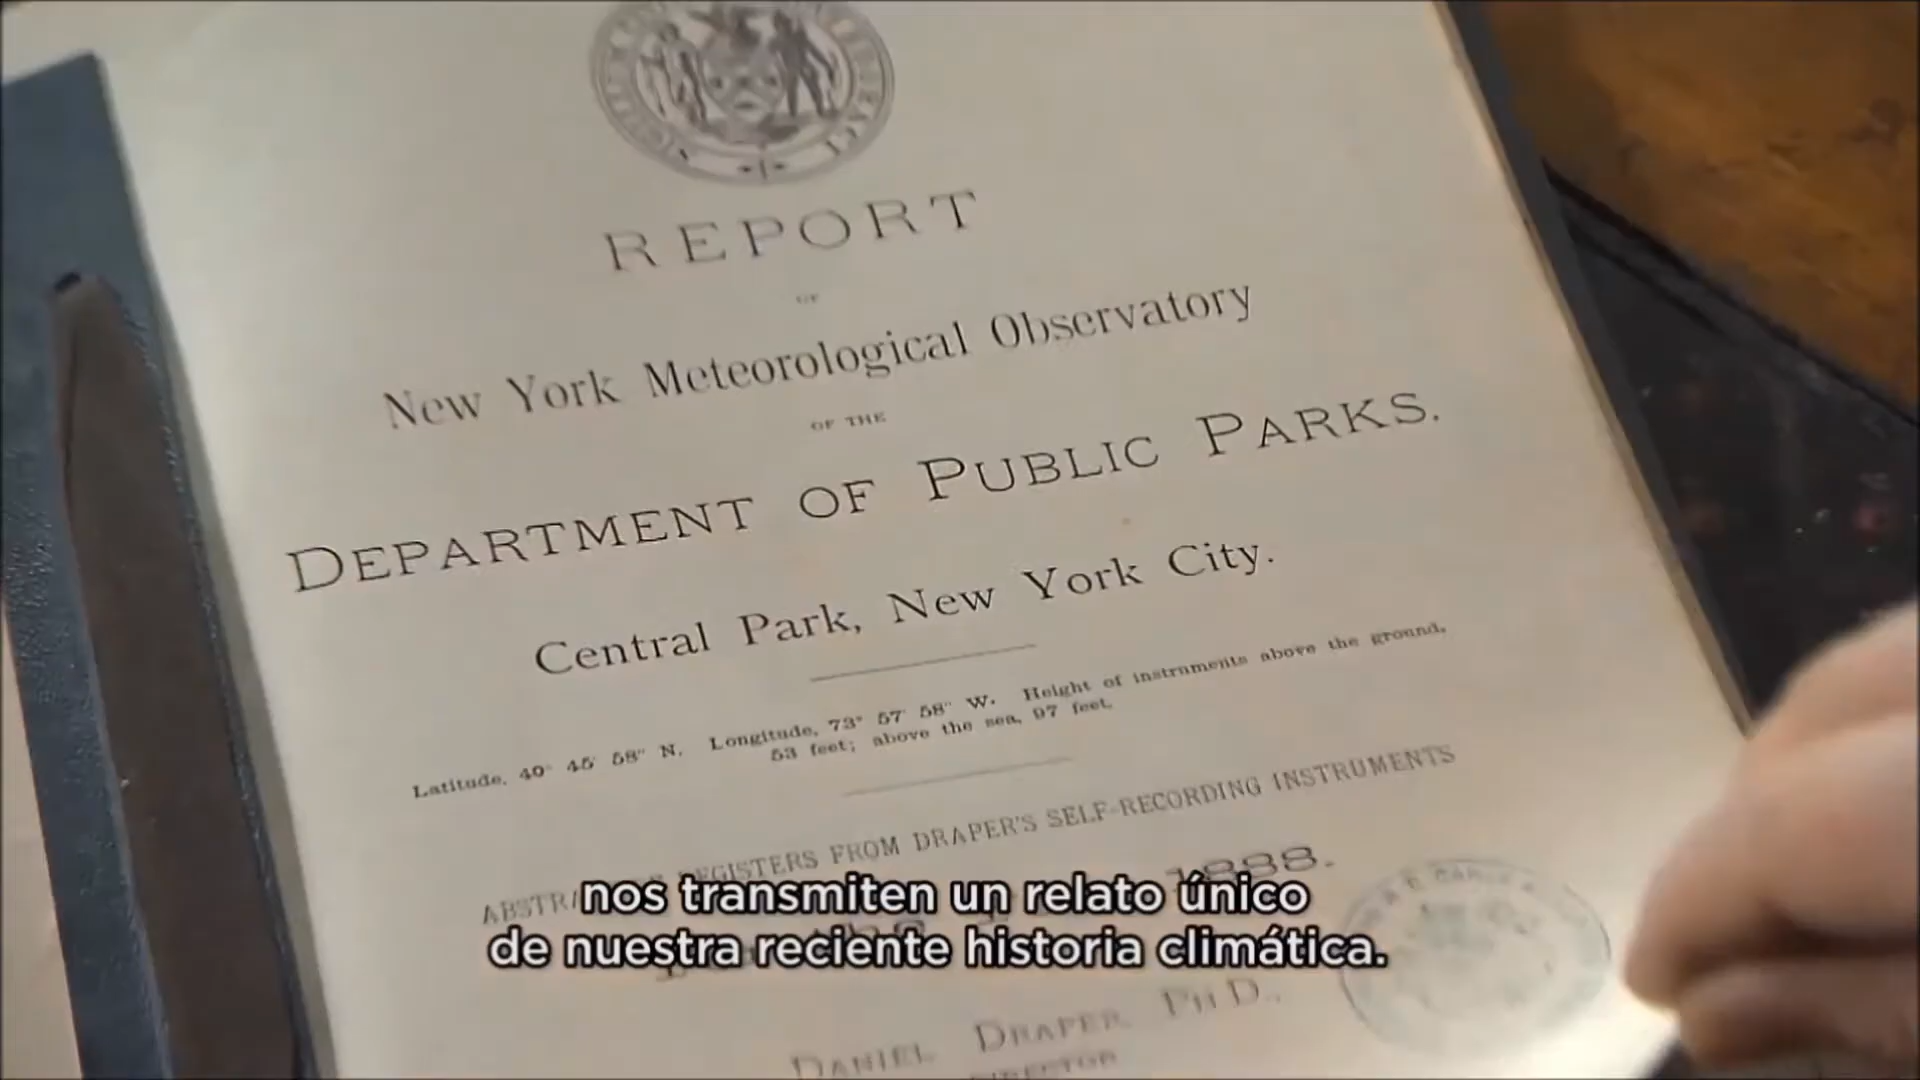 REPORT
OF
New York Meteorological Observatory
OF THE
DEPARTMENT OF PUBLIC PARKS.
Central Park, New York City.
Latitude, 40° 45' 58" N. Longitude, 73° 57' 58" W. Height of instruments above the ground,
53 feet; above the sea, 97 feet.
REGISTERS FROM DRAPER'S SELF-RECORDING INSTRUMENTS
1888.
nos transmiten un relato único
de nuestra reciente historia climática.
DANIEL DRAPER, PH D.,
DIRECTOR